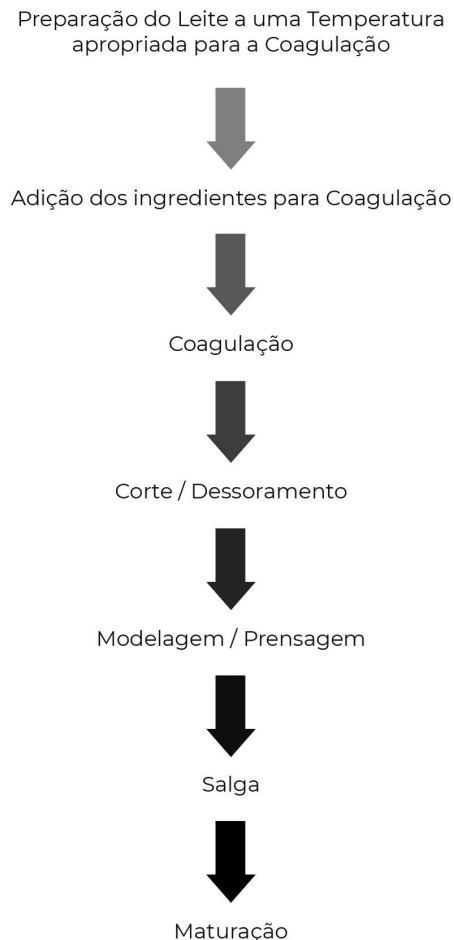 Preparação do Leite a uma Temperatura
apropriada para a Coagulação
Adição dos ingredientes para Coagulação
Coagulação
Corte / Dessoramento
Modelagem / Prensagem
Salga
Maturação